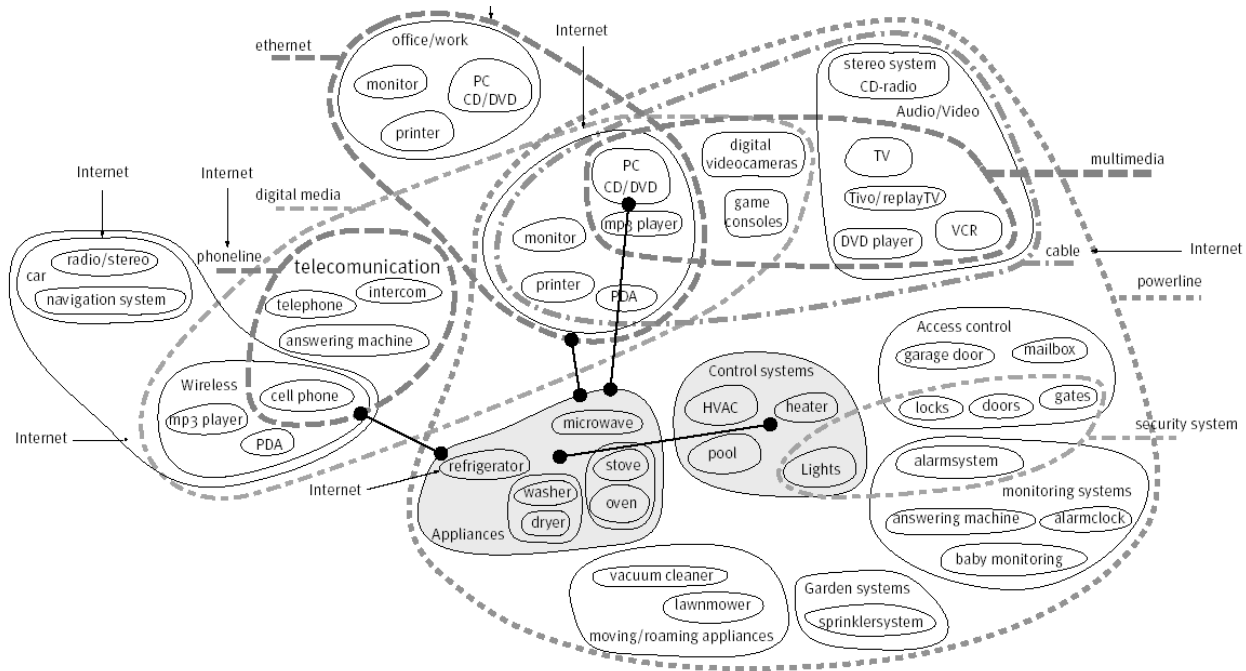 ethernet
office/work
monitor
PC
CD/DVD
printer
Internet
stereo system
CD-radio
Audio/Video
TV
Tivo/replayTV
VCR
DVD player
multimedia
digital
videocameras
game
consoles
PC
CD/DVD
mp3 player
monitor
printer
PDA
cable
Internet
powerline
Internet
Internet
digital media
phoneline
radio/stereo
car
navigation system
telecomunication
intercom
telephone
answering machine
Wireless
cell phone
mp3 player
PDA
Internet
Access control
garage door
mailbox
locks
doors
gates
security system
Control systems
HVAC
heater
pool
Lights
microwave
refrigerator
Internet
stove
washer
oven
dryer
Appliances
alarmsystem
monitoring systems
answering machine
alarmclock
baby monitoring
vacuum cleaner
lawnmower
moving/roaming appliances
Garden systems
sprinklersystem